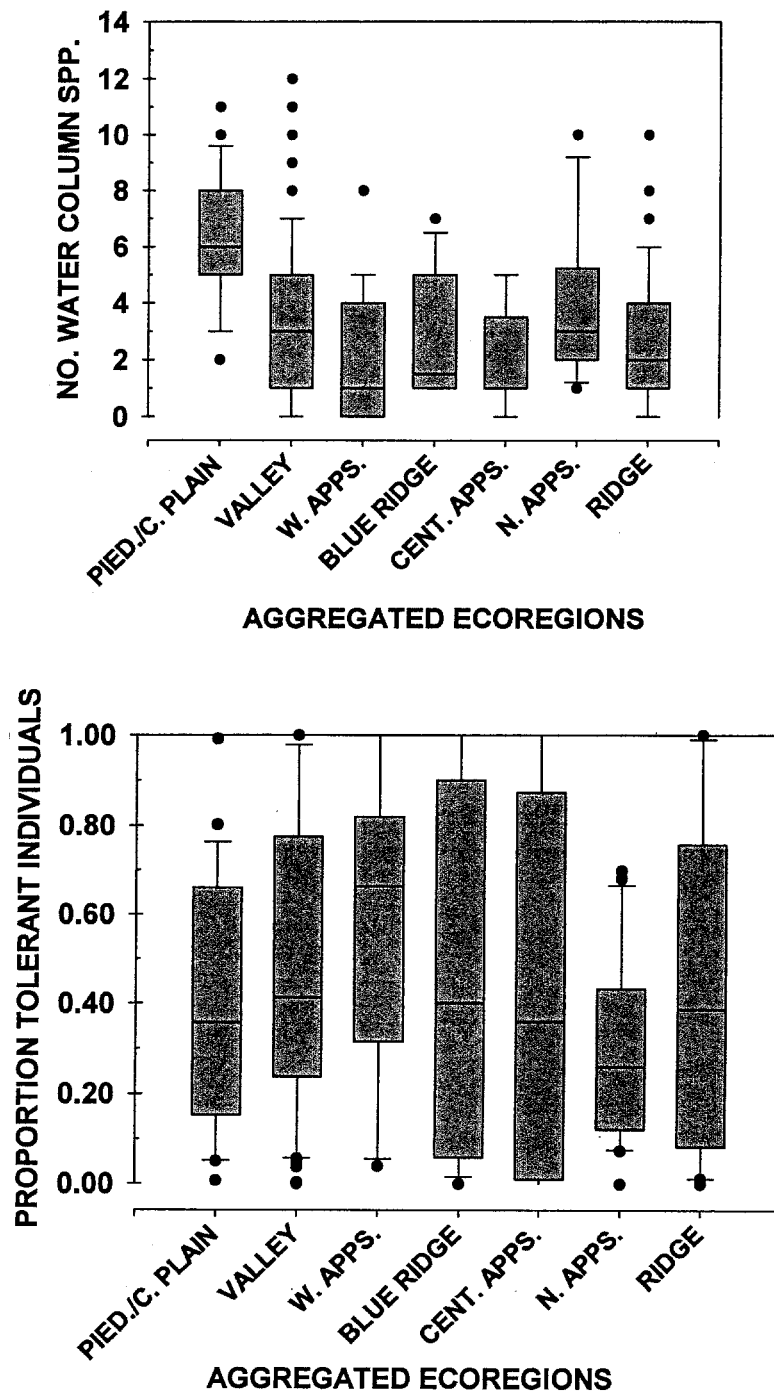 NO. WATER COLUMN SPP.
14
12
10
8
6
4
2
0
PIED./C. PLAIN
VALLEY
W. APPS.
BLUE RIDGE
CENT. APPS.
N. APPS.
RIDGE
AGGREGATED ECOREGIONS
PROPORTION TOLERANT INDIVIDUALS
1.00
0.80
0.60
0.40
0.20
0.00
PIED./C. PLAIN
VALLEY
W. APPS.
BLUE RIDGE
CENT. APPS.
N. APPS.
RIDGE
AGGREGATED ECOREGIONS